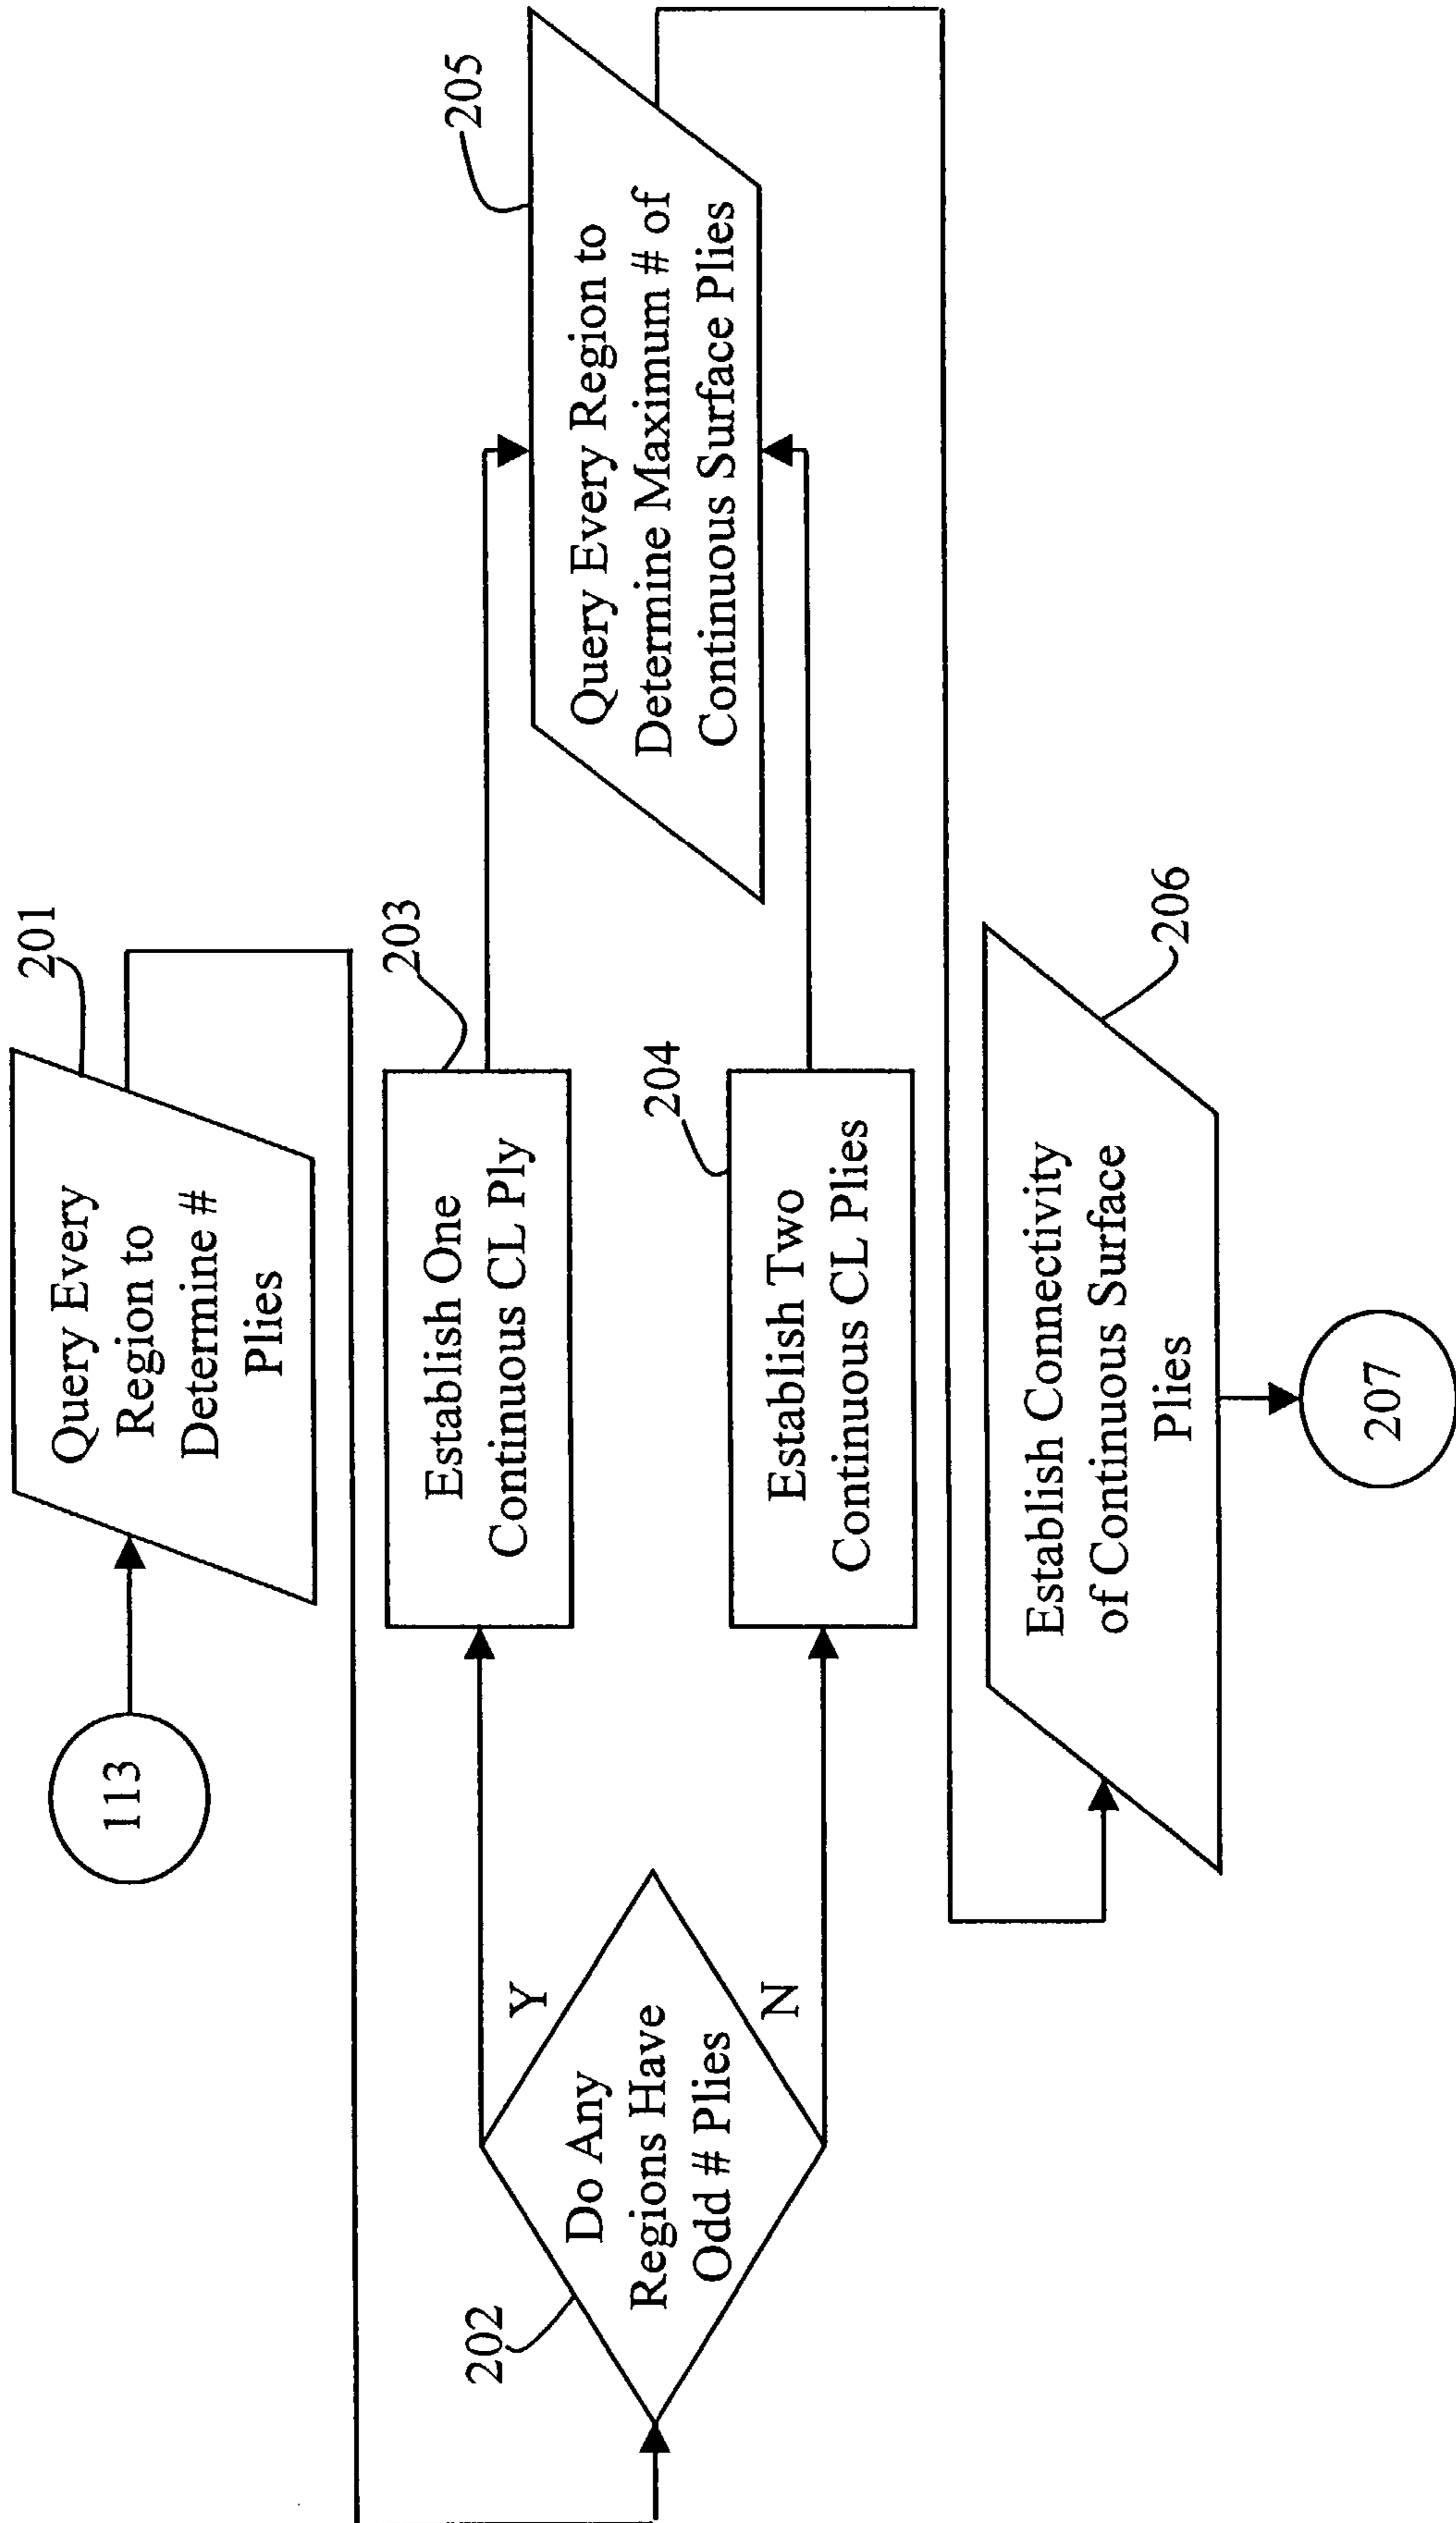 113
Query Every
Region to
Determine #
Plies
201
Do Any
Regions Have
Odd # Plies
202
Y
N
Establish One
Continuous CL Ply
203
Establish Two
Continuous CL Plies
204
Query Every Region to
Determine Maximum # of
Continuous Surface Plies
205
Establish Connectivity
of Continuous Surface
Plies
206
207